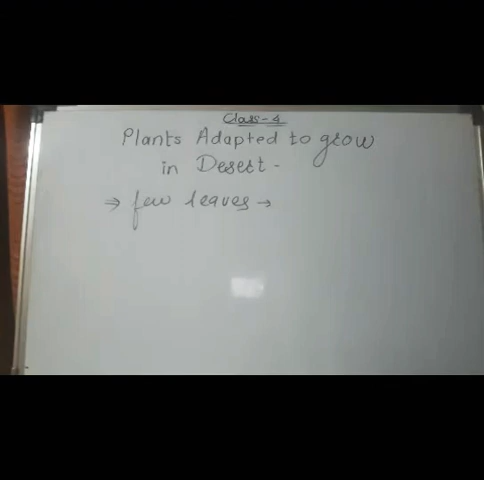 Class-4
Plants Adapted to grow
in Desert -
⇒ few leaves →